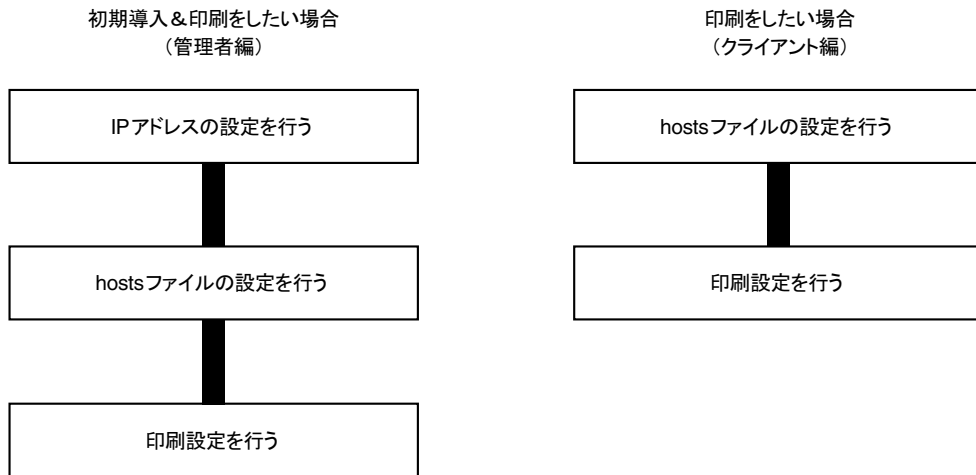 初期導入＆印刷をしたい場合
（管理者編）
IPアドレスの設定を行う
hostsファイルの設定を行う
印刷設定を行う
印刷をしたい場合
（クライアント編）
hostsファイルの設定を行う
印刷設定を行う